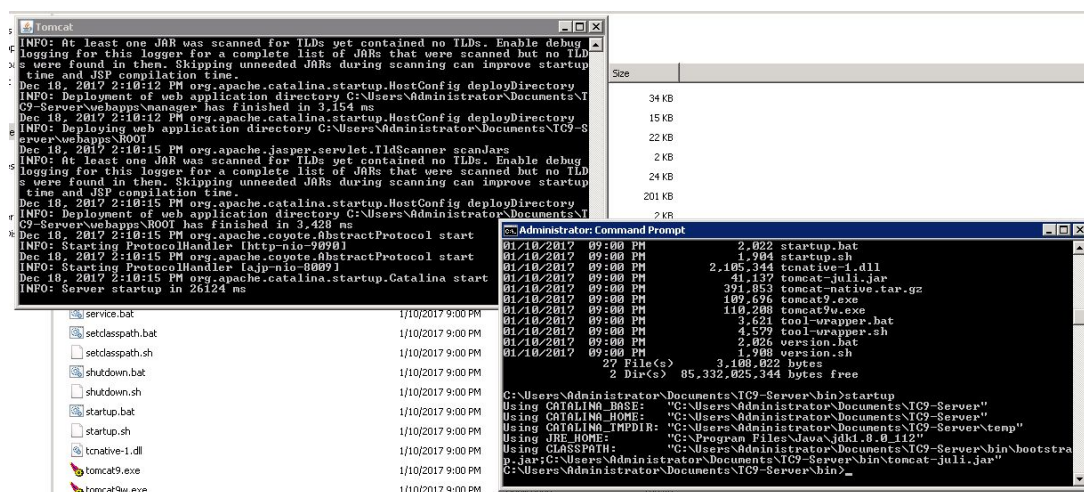 Tomcat
INFO: At least one JAR was scanned for TLDs yet contained no TLDs. Enable debug
logging for this logger for a complete list of JARs that were scanned but no TLD
s were found in them. Skipping unneeded JARs during scanning can improve startup
time and JSP compilation time.
Dec 18, 2017 2:10:12 PM org.apache.catalina.startup.HostConfig deployDirectory
INFO: Deployment of web application directory C:\Users\Administrator\Documents\T
C9-Server\webapps\manager has finished in 3,154 ms
Dec 18, 2017 2:10:12 PM org.apache.catalina.startup.HostConfig deployDirectory
INFO: Deploying web application directory C:\Users\Administrator\Documents\TC9-S
erver\webapps\ROOT
Dec 18, 2017 2:10:15 PM org.apache.jasper.servlet.TldScanner scanJars
INFO: At least one JAR was scanned for TLDs yet contained no TLDs. Enable debug
logging for this logger for a complete list of JARs that were scanned but no TLD
s were found in them. Skipping unneeded JARs during scanning can improve startup
time and JSP compilation time.
Dec 18, 2017 2:10:15 PM org.apache.catalina.startup.HostConfig deployDirectory
INFO: Deployment of web application directory C:\Users\Administrator\Documents\T
C9-Server\webapps\ROOT has finished in 3,428 ms
Dec 18, 2017 2:10:15 PM org.apache.coyote.AbstractProtocol start
INFO: Starting ProtocolHandler [http-nio-9090]
Dec 18, 2017 2:10:15 PM org.apache.coyote.AbstractProtocol start
INFO: Starting ProtocolHandler [ajp-nio-8009]
Dec 18, 2017 2:10:15 PM org.apache.catalina.startup.Catalina start
INFO: Server startup in 26124 ms
Size
34 KB
15 KB
22 KB
2 KB
24 KB
201 KB
2 KB
service.bat 1/10/2017 9:00 PM
setclasspath.bat 1/10/2017 9:00 PM
setclasspath.sh 1/10/2017 9:00 PM
shutdown.bat 1/10/2017 9:00 PM
shutdown.sh 1/10/2017 9:00 PM
startup.bat 1/10/2017 9:00 PM
startup.sh 1/10/2017 9:00 PM
tcnative-1.dll 1/10/2017 9:00 PM
tomcat9.exe 1/10/2017 9:00 PM
tomcat9w.exe 1/10/2017 9:00 PM
Administrator: Command Prompt
01/10/2017 09:00 PM 2,022 startup.bat
01/10/2017 09:00 PM 1,904 startup.sh
01/10/2017 09:00 PM 2,105,344 tcnative-1.dll
01/10/2017 09:00 PM 41,137 tomcat-juli.jar
01/10/2017 09:00 PM 391,853 tomcat-native.tar.gz
01/10/2017 09:00 PM 109,696 tomcat9.exe
01/10/2017 09:00 PM 110,208 tomcat9w.exe
01/10/2017 09:00 PM 3,621 tool-wrapper.bat
01/10/2017 09:00 PM 4,579 tool-wrapper.sh
01/10/2017 09:00 PM 2,026 version.bat
01/10/2017 09:00 PM 1,908 version.sh
27 File(s) 3,108,022 bytes
2 Dir(s) 85,332,025,344 bytes free
C:\Users\Administrator\Documents\TC9-Server\bin>startup
Using CATALINA_BASE: "C:\Users\Administrator\Documents\TC9-Server"
Using CATALINA_HOME: "C:\Users\Administrator\Documents\TC9-Server"
Using CATALINA_TMPDIR: "C:\Users\Administrator\Documents\TC9-Server\temp"
Using JRE_HOME: "C:\Program Files\Java\jdk1.8.0_112"
Using CLASSPATH: "C:\Users\Administrator\Documents\TC9-Server\bin\bootstra
p.jar;C:\Users\Administrator\Documents\TC9-Server\bin\tomcat-juli.jar"
C:\Users\Administrator\Documents\TC9-Server\bin>_